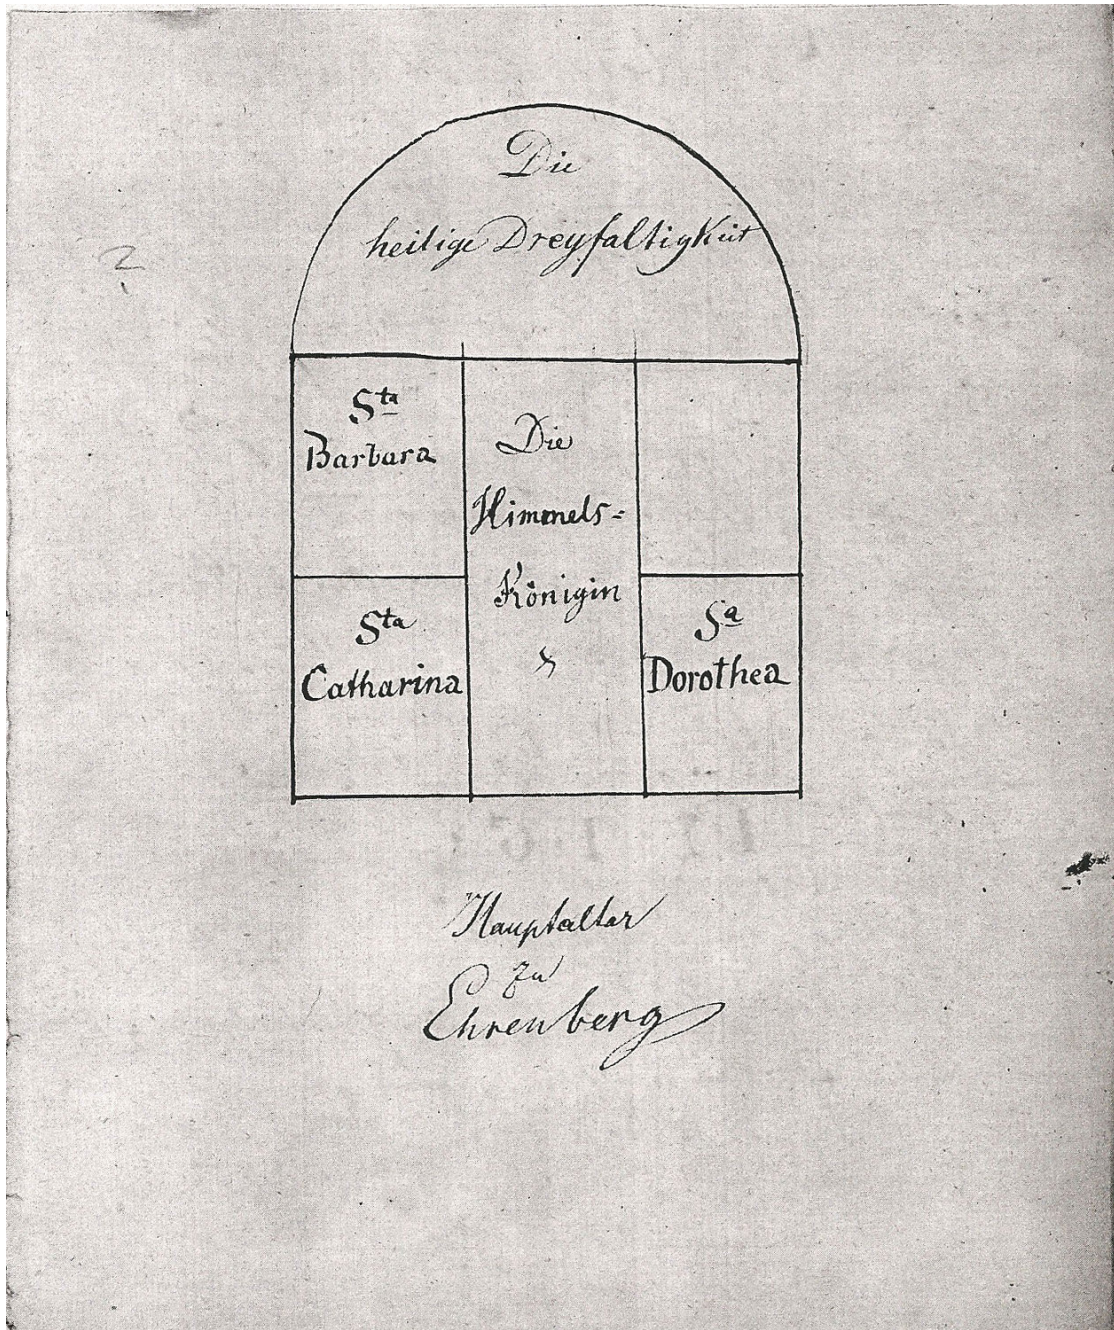 Die
heilige Dreyfaltigkeit
Sta
Barbara
Die
Himmels=
Königin
Sta
Catharina
Sa
Dorothea
Hauptaltar
zu
Ehrenberg